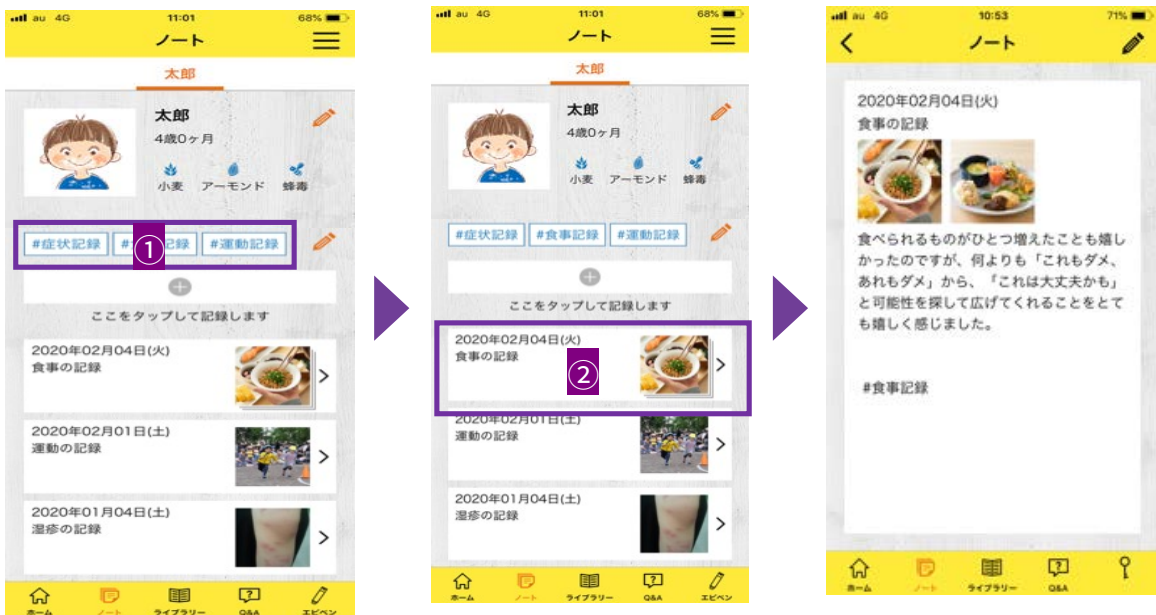 au 4G 11:01 68%
ノート
太郎
太郎
4歳0ヶ月
小麦 アーモンド 蜂毒
#症状記録 # ① 記録 #運動記録
ここをタップして記録します
2020年02月04日(火)
食事の記録
2020年02月01日(土)
運動の記録
2020年01月04日(土)
湿疹の記録
ホーム ノート ライブラリー Q&A エピペン
au 4G 11:01 68%
ノート
太郎
太郎
4歳0ヶ月
小麦 アーモンド 蜂毒
#症状記録 #食事記録 #運動記録
ここをタップして記録します
2020年02月04日(火)
食事の記録
②
2020年02月01日(土)
運動の記録
2020年01月04日(土)
湿疹の記録
ホーム ノート ライブラリー Q&A エピペン
au 4G 10:53 71%
ノート
2020年02月04日(火)
食事の記録
食べられるものがひとつ増えたことも嬉し
かったのですが、何よりも「これもダメ、
あれもダメ」から、「これは大丈夫かも」
と可能性を探して広げてくれることをとて
も嬉しく感じました。
#食事記録
ホーム ノート ライブラリー Q&A